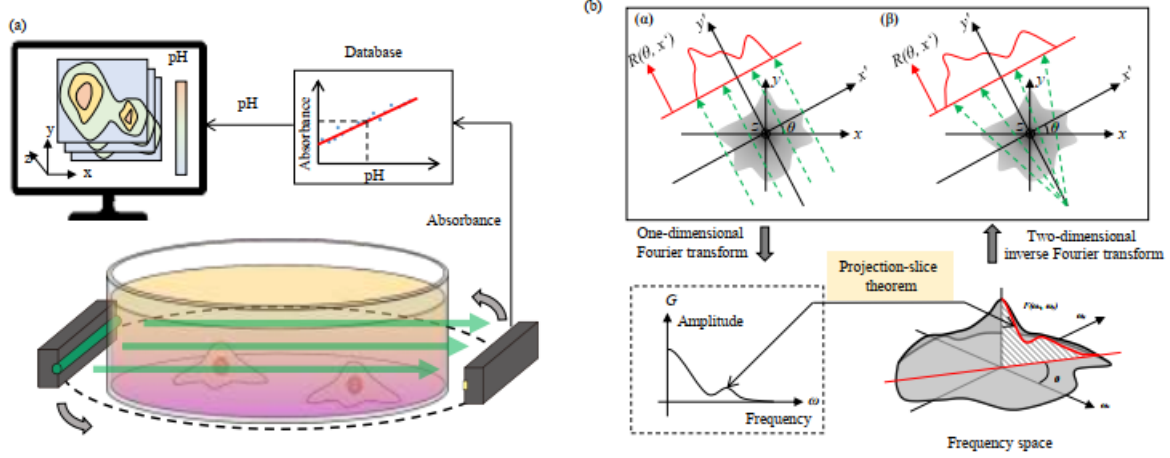 (a)
pH
y
z
x
pH
Database
Absorbance
pH
Absorbance
(b)
(α)
R(θ, x')
y'
y
x'
z
θ
x
(β)
R(θ, x')
y'
y
x'
z
θ
x
One-dimensional
Fourier transform
Two-dimensional
inverse Fourier transform
Projection-slice
theorem
G
Amplitude
ω
Frequency
θ
Frequency space